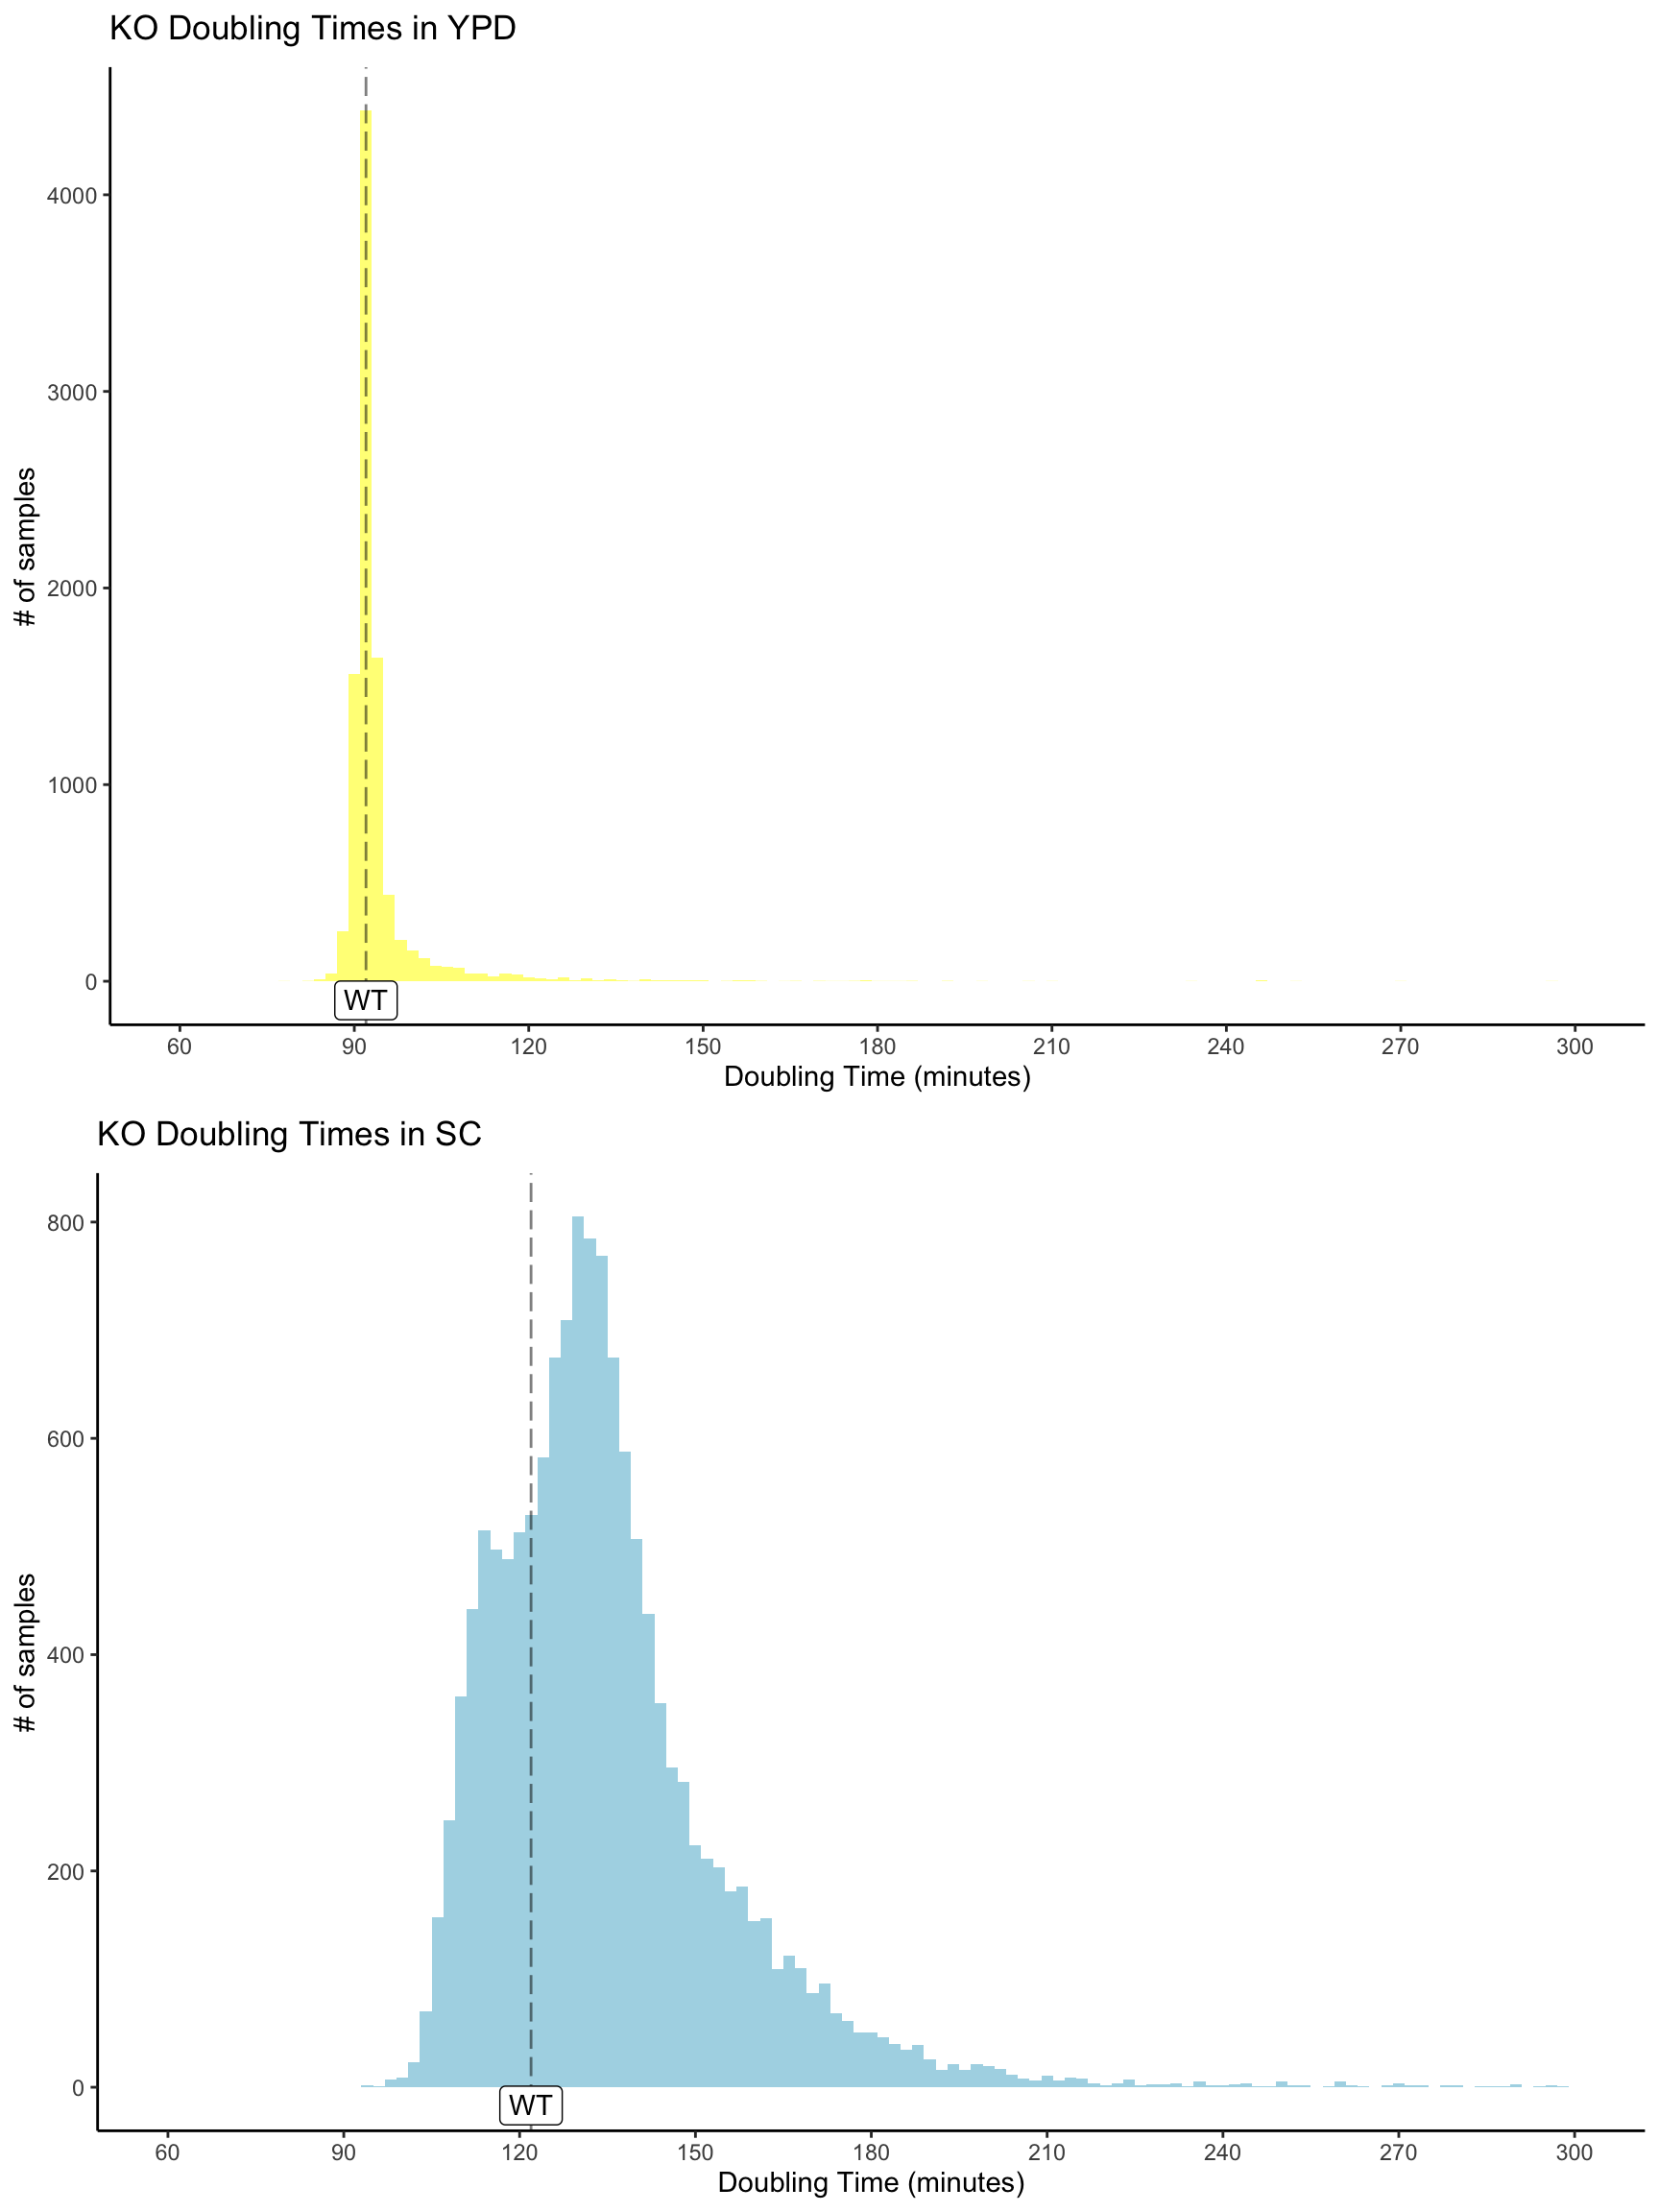 KO Doubling Times in YPD
# of samples
4000
3000
2000
1000
0
WT
60 90 120 150 180 210 240 270 300
Doubling Time (minutes)
KO Doubling Times in SC
# of samples
800
600
400
200
0
WT
60 90 120 150 180 210 240 270 300
Doubling Time (minutes)